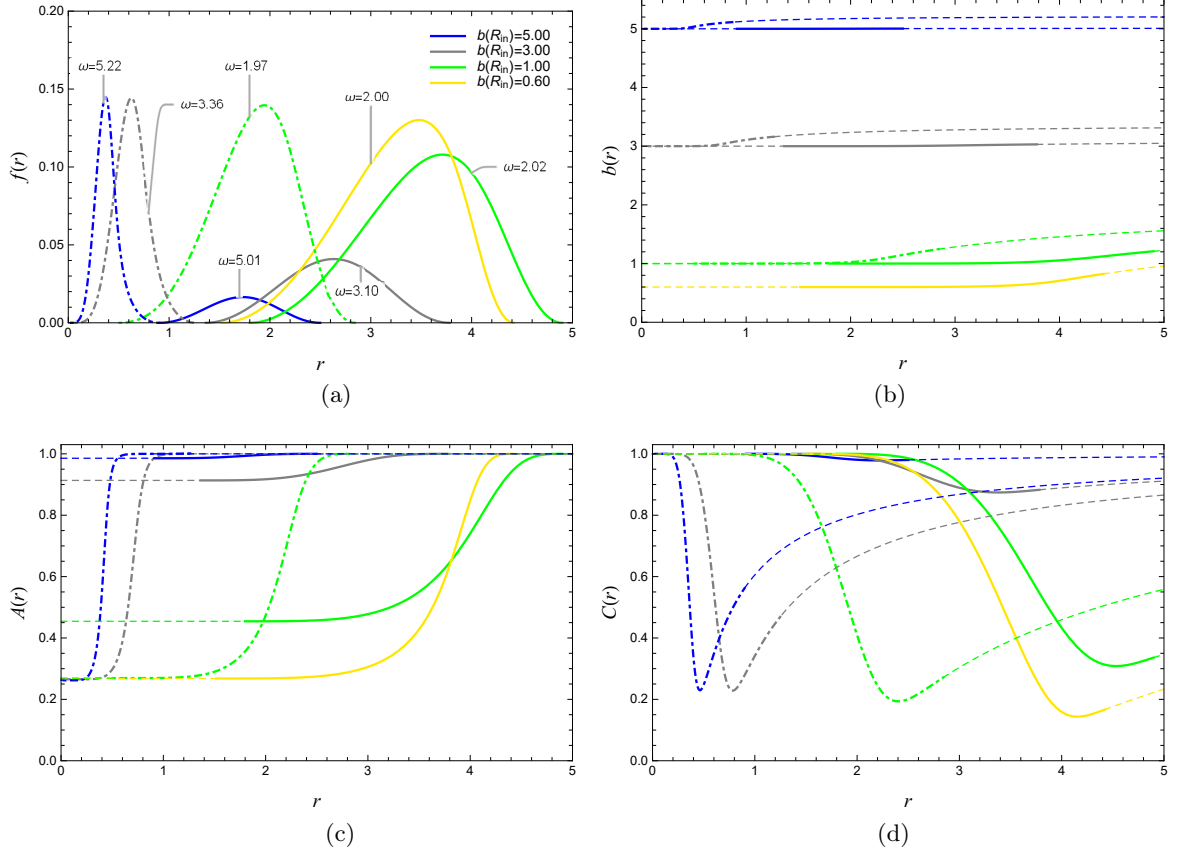 0.20
0.15
0.10
0.05
0.00
f(r)
b(R_in)=5.00
b(R_in)=3.00
b(R_in)=1.00
b(R_in)=0.60
ω=5.22
ω=3.36
ω=1.97
ω=2.00
ω=2.02
ω=5.01
ω=3.10
0 1 2 3 4 5
r
(a)
5
4
3
2
1
0
b(r)
0 1 2 3 4 5
r
(b)
1.0
0.8
0.6
0.4
0.2
0.0
A(r)
0 1 2 3 4 5
r
(c)
1.0
0.8
0.6
0.4
0.2
0.0
C(r)
0 1 2 3 4 5
r
(d)